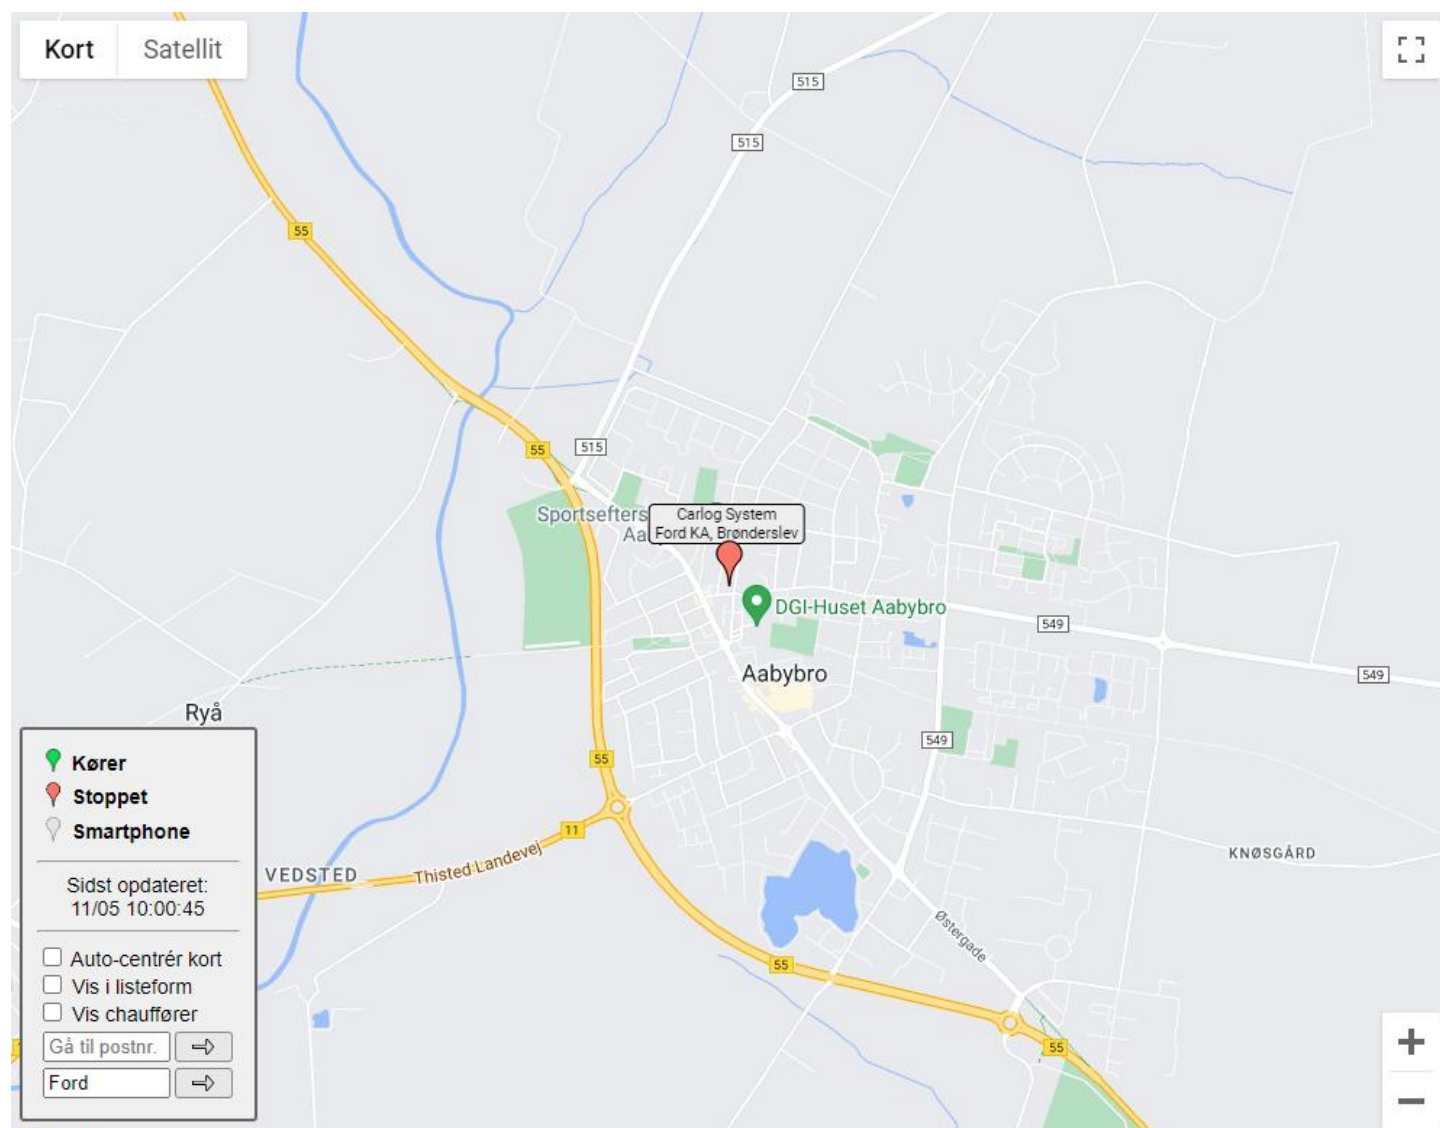 Kort
Satellit
515
515
55
55
515
Sportsefters
Aa
Carlog System
Ford KA, Brønderslev
DGI-Huset Aabybro
549
549
Aabybro
Ryå
549
55
11
Thisted Landevej
VEDSTED
KNØSGÅRD
Østergade
55
55
Kører
Stoppet
Smartphone
Sidst opdateret:
11/05 10:00:45
Auto-centrér kort
Vis i listeform
Vis chauffører
Gå til postnr.
Ford